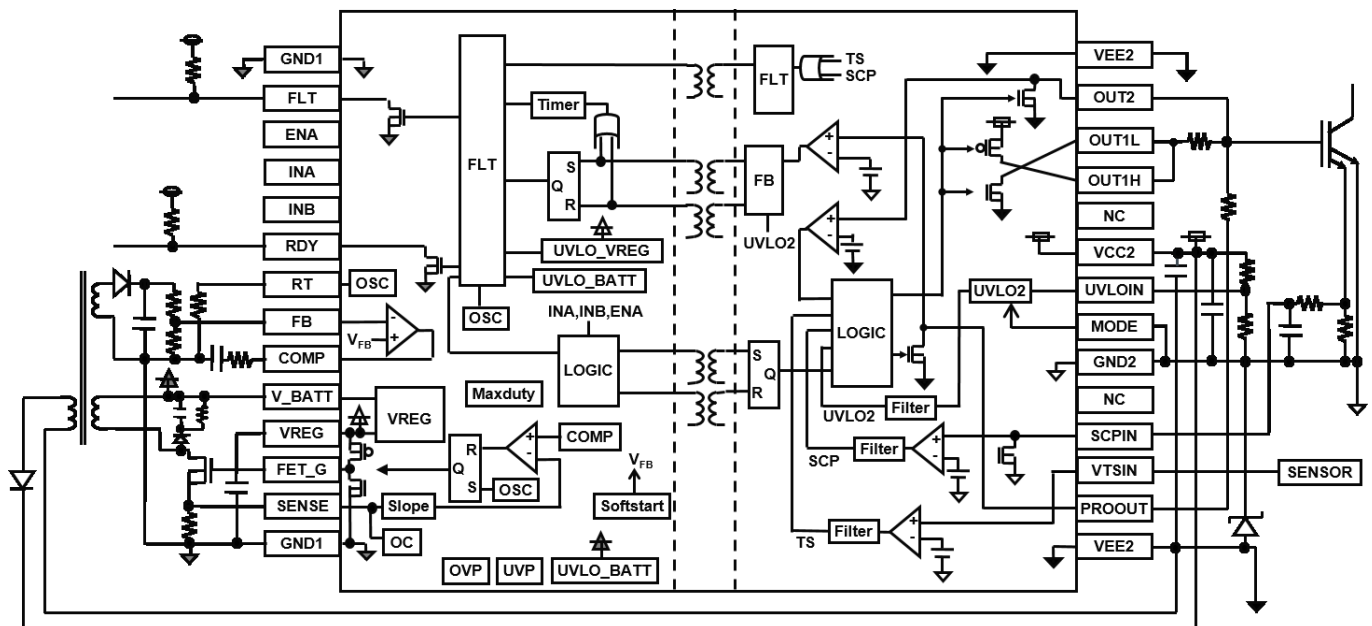 GND1
FLT
ENA
INA
INB
RDY
RT
FB
COMP
V_BATT
VREG
FET_G
SENSE
GND1
FLT
Timer
S
Q
R
UVLO_VREG
UVLO_BATT
OSC
OSC
INA,INB,ENA
LOGIC
VFB
-
+
Maxduty
VREG
R
Q
S
OSC
COMP
-
+
VFB
Softstart
Slope
OC
OVP
UVP
UVLO_BATT
FLT
TS
SCP
FB
UVLO2
+
-
+
-
LOGIC
UVLO2
S
Q
R
UVLO2
Filter
SCP
Filter
+
-
TS
Filter
+
-
VEE2
OUT2
OUT1L
OUT1H
NC
VCC2
UVLOIN
MODE
GND2
NC
SCPIN
VTSIN
PROOUT
VEE2
SENSOR